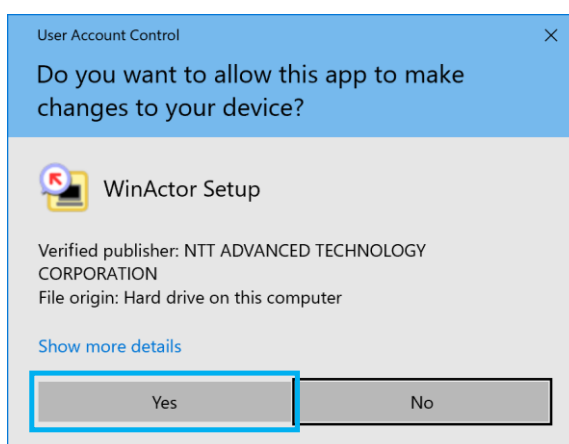 User Account Control
Do you want to allow this app to make
changes to your device?
WinActor Setup
Verified publisher: NTT ADVANCED TECHNOLOGY
CORPORATION
File origin: Hard drive on this computer
Show more details
Yes
No